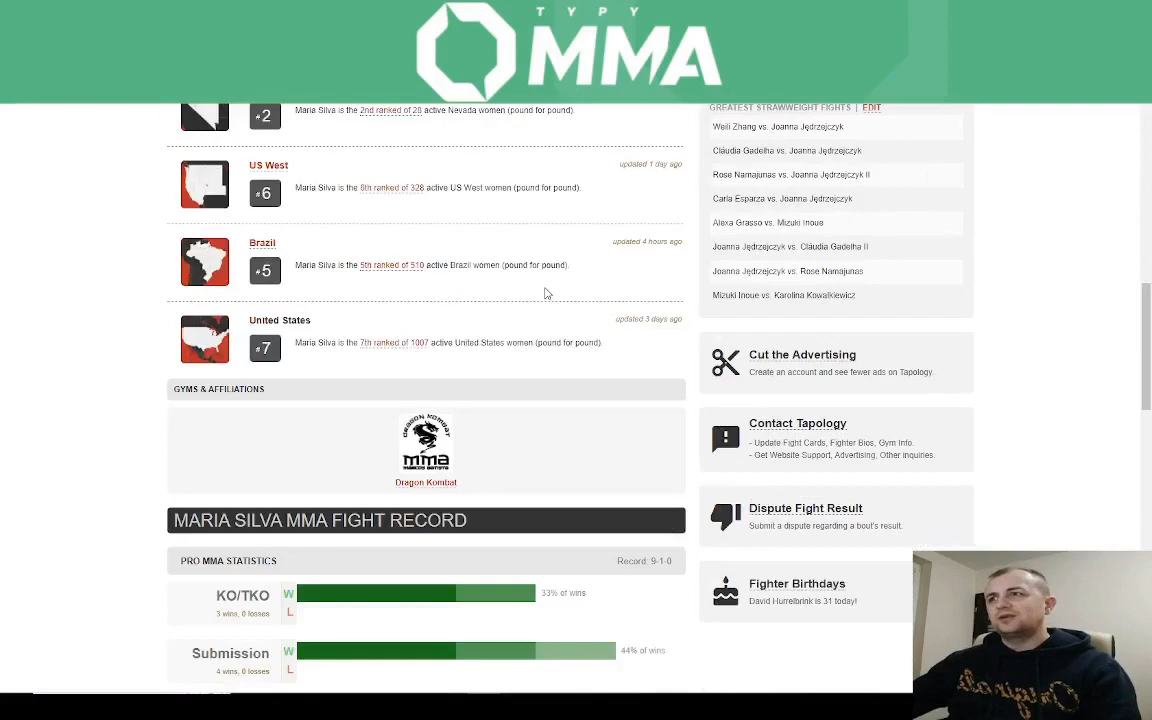 TYPY
MMA
#2
Maria Silva is the 2nd ranked of 28 active Nevada women (pound for pound).
US West
updated 1 day ago
#6
Maria Silva is the 6th ranked of 328 active US West women (pound for pound).
Brazil
updated 4 hours ago
#5
Maria Silva is the 5th ranked of 510 active Brazil women (pound for pound).
United States
updated 3 days ago
#7
Maria Silva is the 7th ranked of 1007 active United States women (pound for pound).
GYMS & AFFILIATIONS
DRAGON KOMBAT
MMA
MARCOS BATISTA
Dragon Kombat
MARIA SILVA MMA FIGHT RECORD
PRO MMA STATISTICS
Record: 9-1-0
KO/TKO
W
33% of wins
3 wins, 0 losses
L
Submission
W
44% of wins
4 wins, 0 losses
L
GREATEST STRAWWEIGHT FIGHTS | EDIT
Weili Zhang vs. Joanna Jędrzejczyk
Cláudia Gadelha vs. Joanna Jędrzejczyk
Rose Namajunas vs. Joanna Jędrzejczyk II
Carla Esparza vs. Joanna Jędrzejczyk
Alexa Grasso vs. Mizuki Inoue
Joanna Jędrzejczyk vs. Cláudia Gadelha II
Joanna Jędrzejczyk vs. Rose Namajunas
Mizuki Inoue vs. Karolina Kowalkiewicz
Cut the Advertising
Create an account and see fewer ads on Tapology.
Contact Tapology
- Update Fight Cards, Fighter Bios, Gym Info.
- Get Website Support, Advertising, Other inquiries.
Dispute Fight Result
Submit a dispute regarding a bout's result.
Fighter Birthdays
David Hurrelbrink is 31 today!